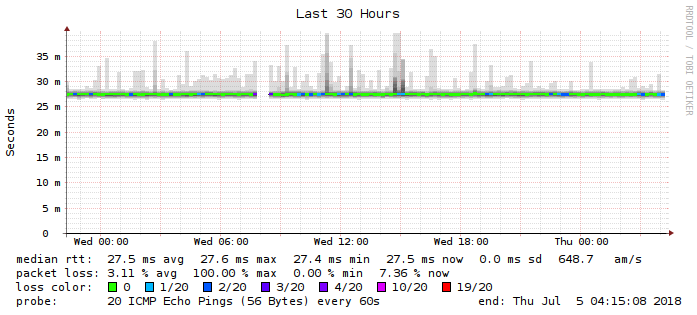 Last 30 Hours
RRDTOOL / TOBI OETIKER
Seconds
35 m
30 m
25 m
20 m
15 m
10 m
5 m
0
Wed 00:00 Wed 06:00 Wed 12:00 Wed 18:00 Thu 00:00
median rtt: 27.5 ms avg 27.6 ms max 27.4 ms min 27.5 ms now 0.0 ms sd 648.7 am/s
packet loss: 3.11 % avg 100.00 % max 0.00 % min 7.36 % now
loss color: 0 1/20 2/20 3/20 4/20 10/20 19/20
probe: 20 ICMP Echo Pings (56 Bytes) every 60s end: Thu Jul 5 04:15:08 2018